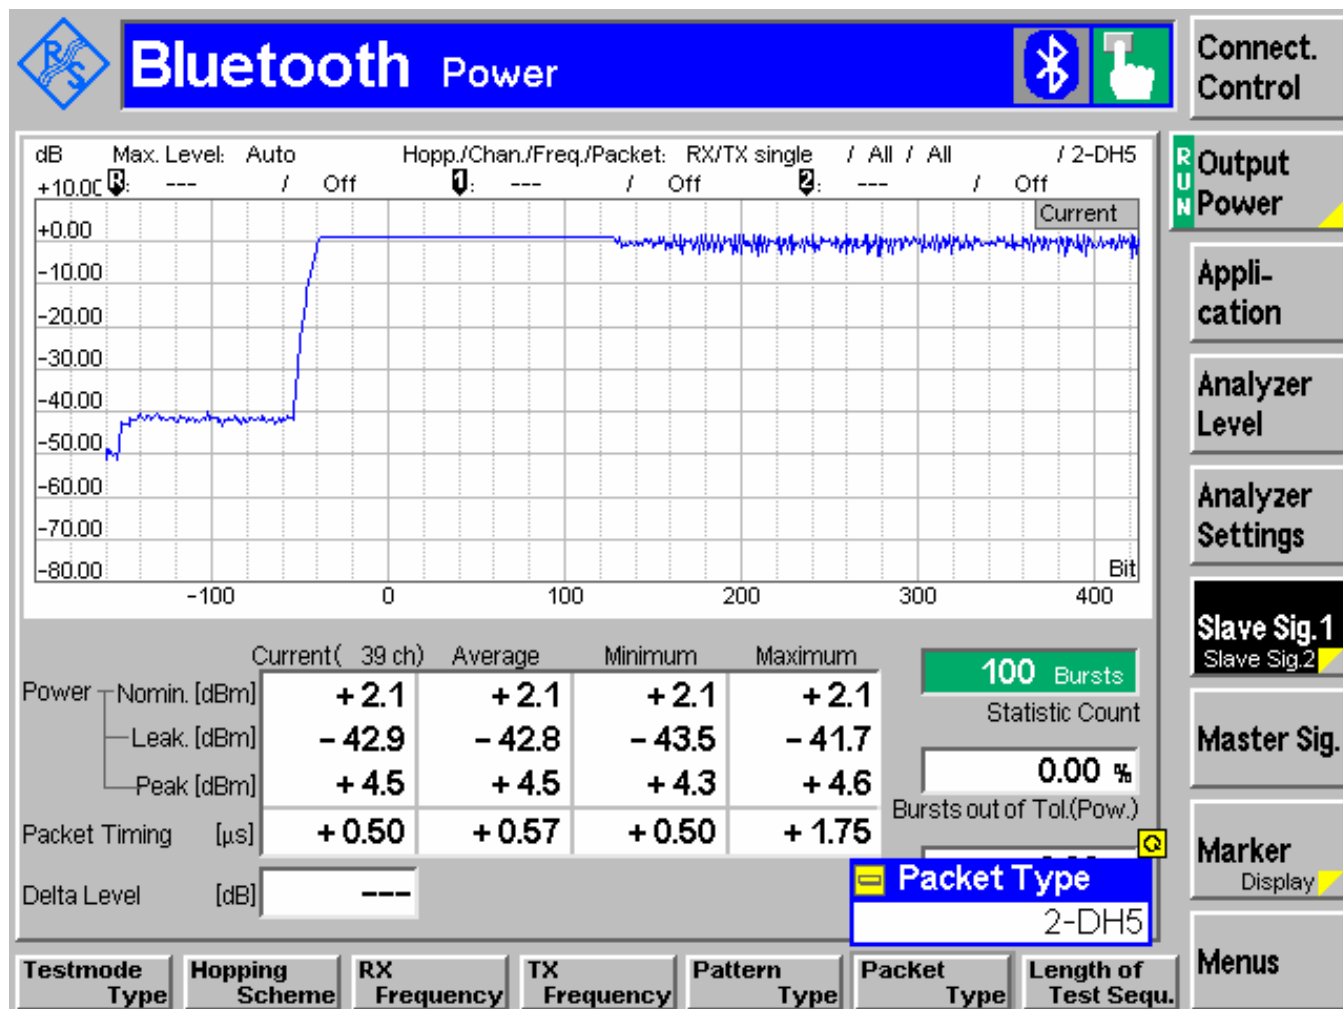 R S
Bluetooth Power
Connect. Control
dB Max. Level: Auto Hopp./Chan./Freq./Packet: RX/TX single / All / All / 2-DH5
+10.00 R: --- / Off 1: --- / Off 2: --- / Off
Current
+0.00
-10.00
-20.00
-30.00
-40.00
-50.00
-60.00
-70.00
-80.00
Bit
-100 0 100 200 300 400
RUN
Output Power
Appli- cation
Analyzer Level
Analyzer Settings
Slave Sig.1
Slave Sig.2
Master Sig.
Marker
Display
Menus
Current( 39 ch) Average Minimum Maximum
Power Nomin. [dBm] + 2.1 + 2.1 + 2.1 + 2.1
Leak. [dBm] - 42.9 - 42.8 - 43.5 - 41.7
Peak [dBm] + 4.5 + 4.5 + 4.3 + 4.6
Packet Timing [µs] + 0.50 + 0.57 + 0.50 + 1.75
Delta Level [dB] ---
100 Bursts
Statistic Count
0.00 %
Bursts out of Tol.(Pow.)
Packet Type
2-DH5
Testmode Type
Hopping Scheme
RX Frequency
TX Frequency
Pattern Type
Packet Type
Length of Test Sequ.